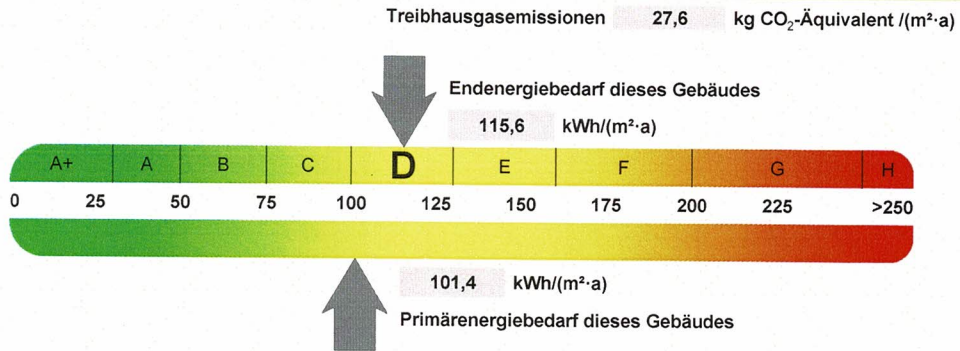 Treibhausgasemissionen 27,6 kg CO₂-Äquivalent /(m²·a)
Endenergiebedarf dieses Gebäudes
115,6 kWh/(m²·a)
A+ A B C D E F G H
0 25 50 75 100 125 150 175 200 225 >250
101,4 kWh/(m²·a)
Primärenergiebedarf dieses Gebäudes